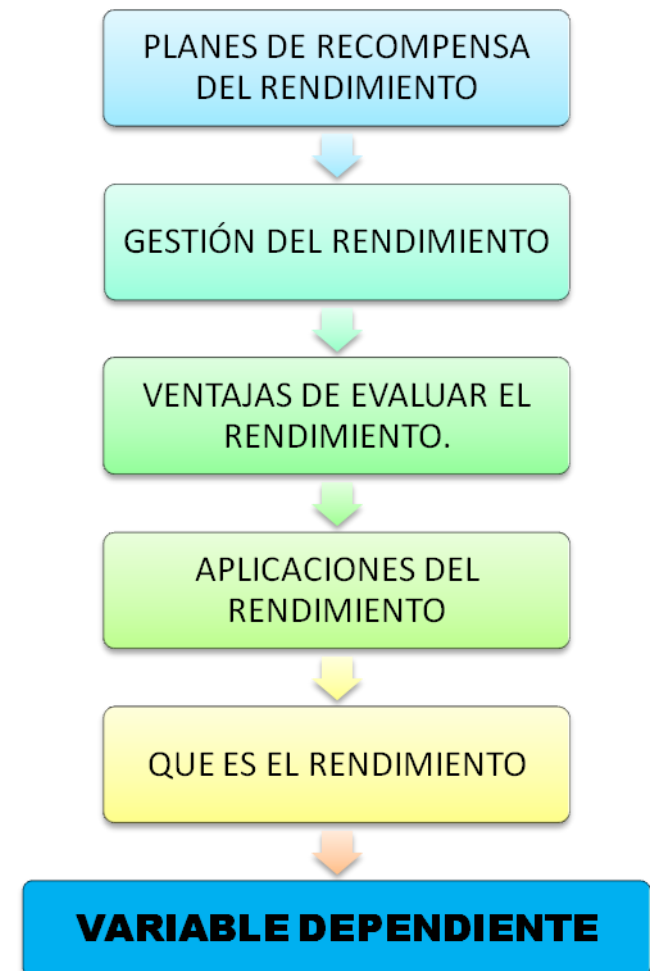 PLANES DE RECOMPENSA
DEL RENDIMIENTO
GESTIÓN DEL RENDIMIENTO
VENTAJAS DE EVALUAR EL
RENDIMIENTO.
APLICACIONES DEL
RENDIMIENTO
QUE ES EL RENDIMIENTO
VARIABLE DEPENDIENTE